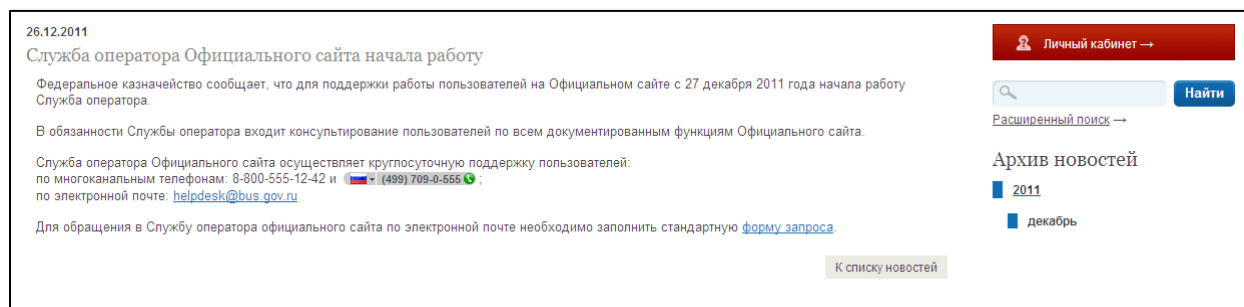 26.12.2011
Служба оператора Официального сайта начала работу
Федеральное казначейство сообщает, что для поддержки работы пользователей на Официальном сайте с 27 декабря 2011 года начала работу
Служба оператора.
В обязанности Службы оператора входит консультирование пользователей по всем документированным функциям Официального сайта.
Служба оператора Официального сайта осуществляет круглосуточную поддержку пользователей:
по многоканальным телефонам: 8-800-555-12-42 и (499) 709-0-555 ;
по электронной почте: helpdesk@bus.gov.ru
Для обращения в Службу оператора официального сайта по электронной почте необходимо заполнить стандартную форму запроса.
К списку новостей
Личный кабинет →
Найти
Расширенный поиск →
Архив новостей
2011
декабрь